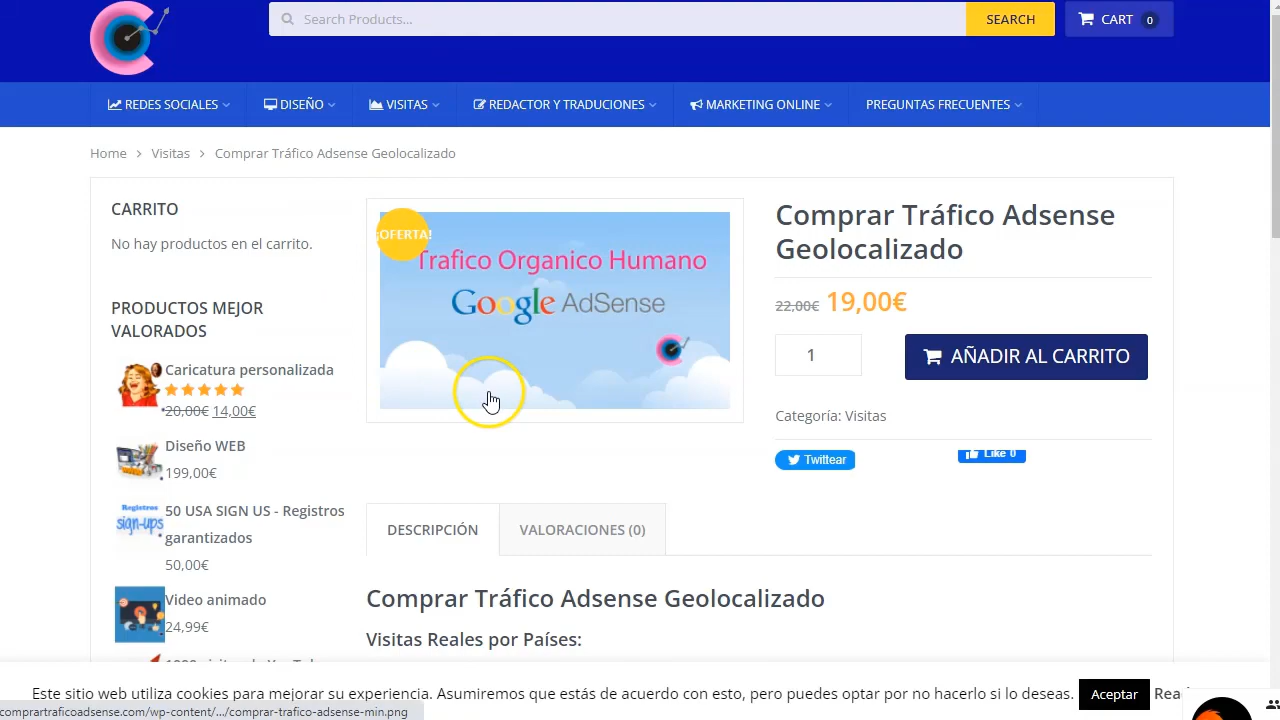 Search Products...
SEARCH
CART 0
REDES SOCIALES
DISEÑO
VISITAS
REDACTOR Y TRADUCIONES
MARKETING ONLINE
PREGUNTAS FRECUENTES
Home > Visitas > Comprar Tráfico Adsense Geolocalizado
CARRITO
No hay productos en el carrito.
PRODUCTOS MEJOR
VALORADOS
Caricatura personalizada
20,00€ 14,00€
Diseño WEB
199,00€
Registros
sign-ups
50 USA SIGN US - Registros
garantizados
50,00€
Video animado
24,99€
¡OFERTA!
Trafico Organico Humano
Google AdSense
Comprar Tráfico Adsense
Geolocalizado
22,00€ 19,00€
1
AÑADIR AL CARRITO
Categoría: Visitas
Twittear
Like 0
DESCRIPCIÓN
VALORACIONES (0)
Comprar Tráfico Adsense Geolocalizado
Visitas Reales por Países:
Este sitio web utiliza cookies para mejorar su experiencia. Asumiremos que estás de acuerdo con esto, pero puedes optar por no hacerlo si lo deseas.
Aceptar
comprartraficoadsense.com/wp-content/.../comprar-trafico-adsense-min.png